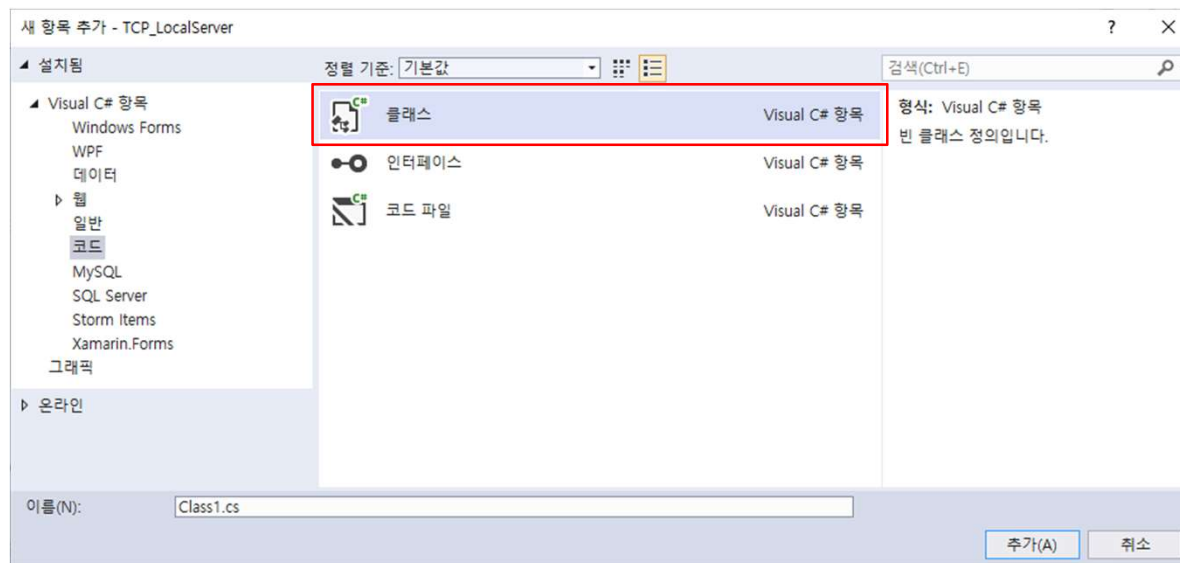 새 항목 추가 - TCP_LocalServer
?
설치됨
정렬 기준: 기본값
검색(Ctrl+E)
Visual C# 항목
Windows Forms
WPF
데이터
웹
일반
코드
MySQL
SQL Server
Storm Items
Xamarin.Forms
그래픽
온라인
C# 클래스 Visual C# 항목
인터페이스 Visual C# 항목
C# 코드 파일 Visual C# 항목
형식: Visual C# 항목
빈 클래스 정의입니다.
이름(N): Class1.cs
추가(A) 취소